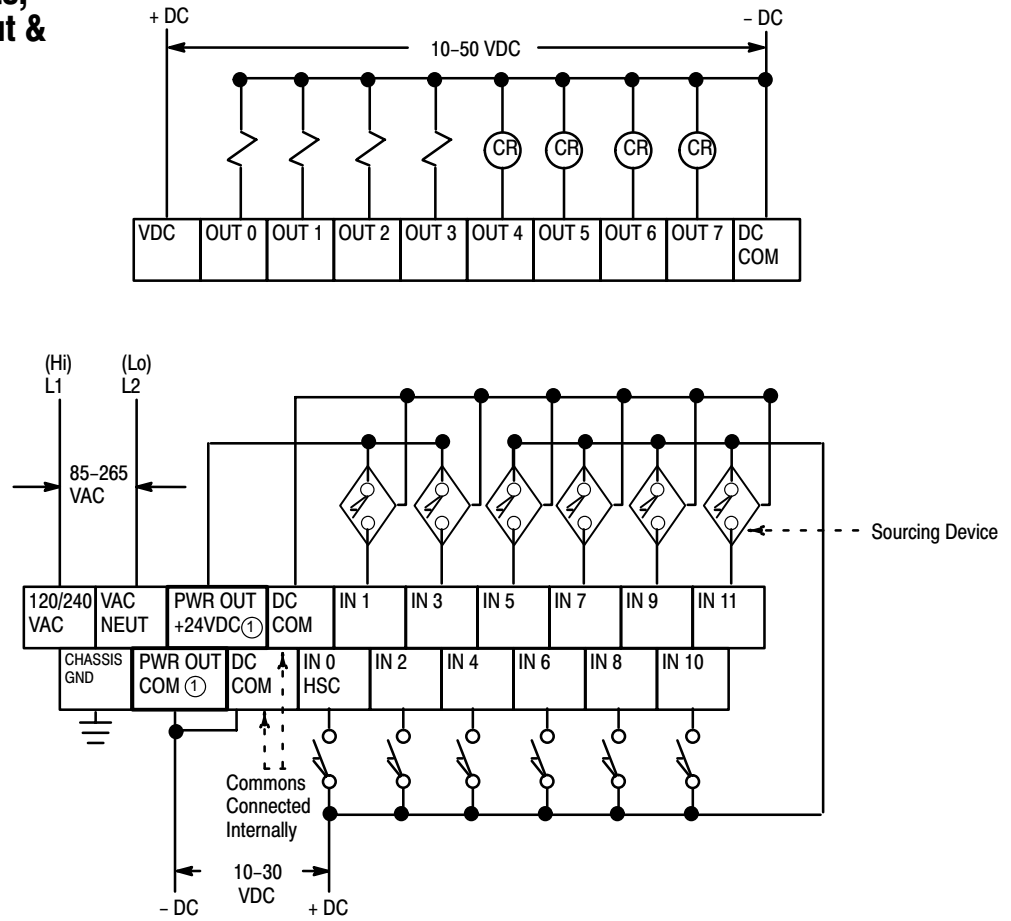 ut &
+ DC
– DC
10–50 VDC
CR CR CR CR
VDC OUT 0 OUT 1 OUT 2 OUT 3 OUT 4 OUT 5 OUT 6 OUT 7 DC
COM
(Hi) (Lo)
L1 L2
85–265
VAC
Sourcing Device
120/240 VAC PWR OUT DC IN 1 IN 3 IN 5 IN 7 IN 9 IN 11
VAC NEUT +24VDC① COM
CHASSIS PWR OUT DC IN 0 IN 2 IN 4 IN 6 IN 8 IN 10
GND COM ① COM HSC
Commons
Connected
Internally
10–30
VDC
– DC + DC